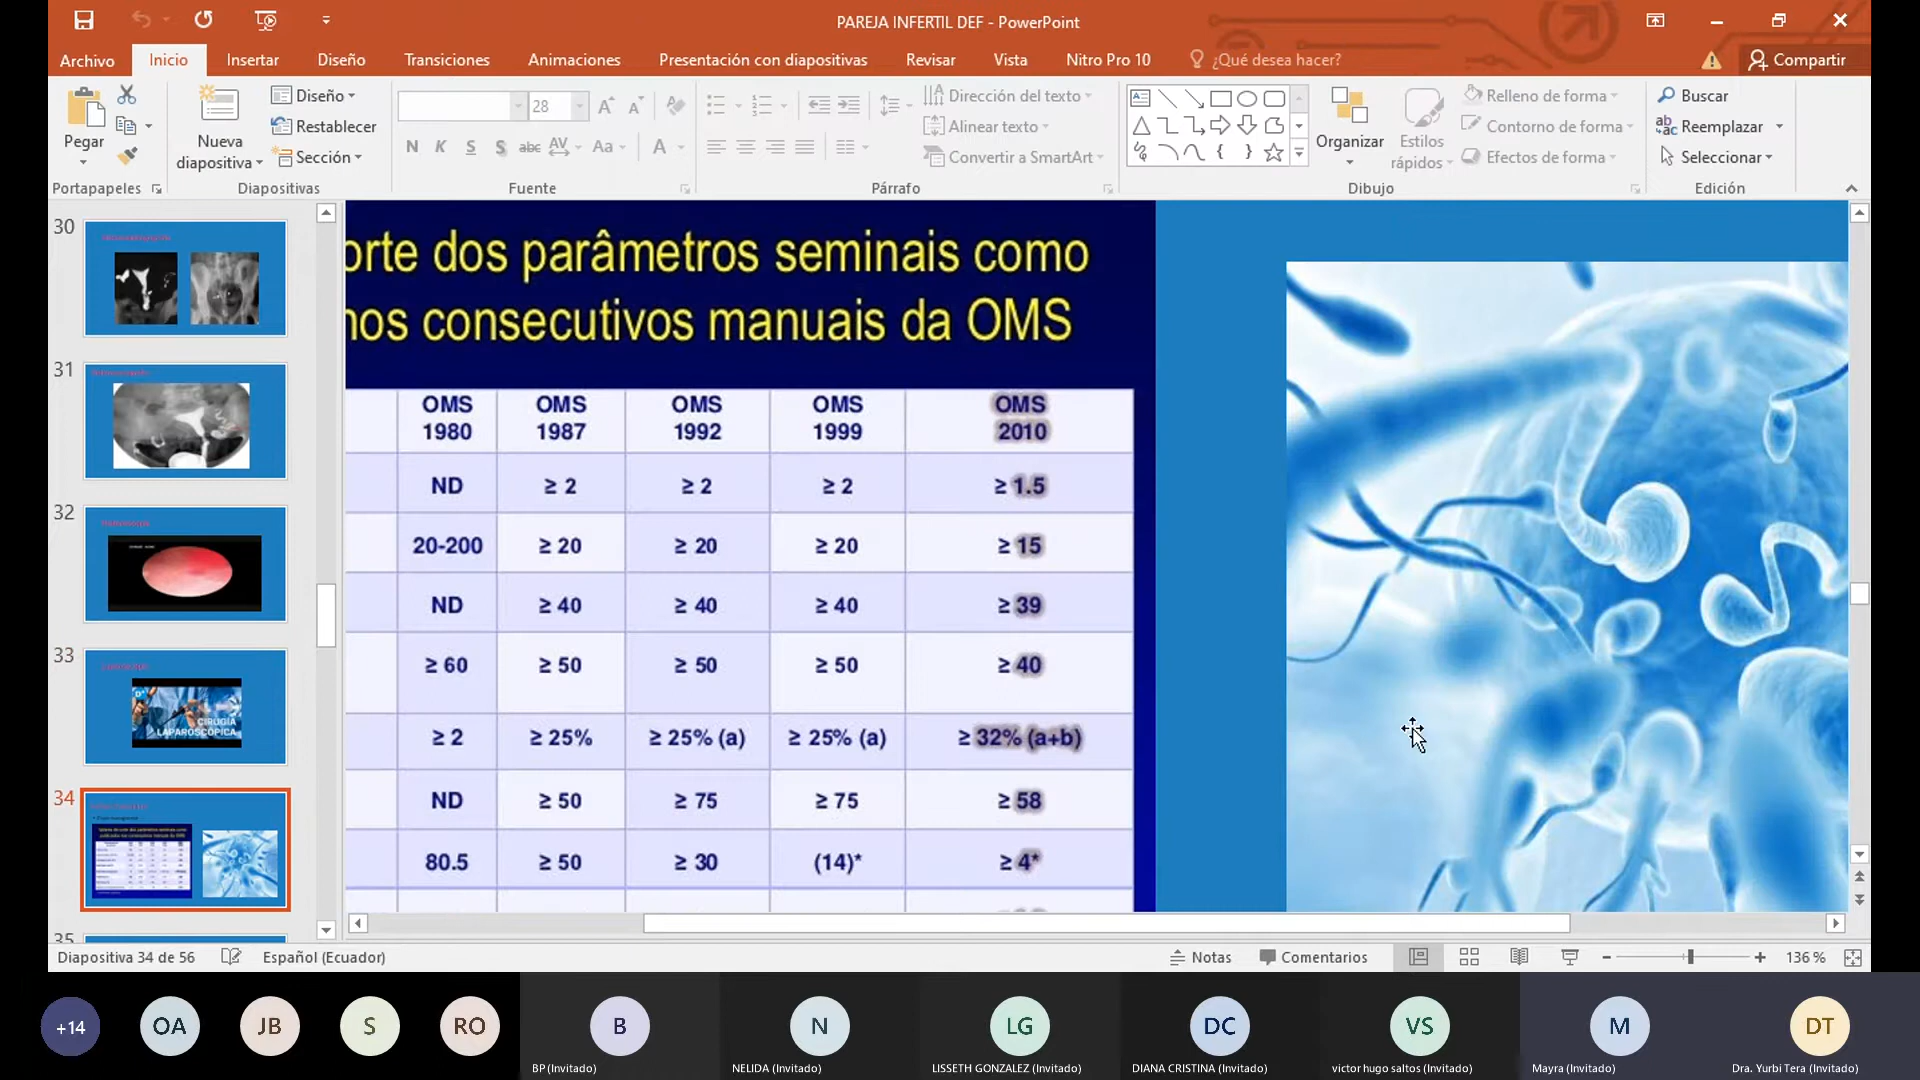 PAREJA INFERTIL DEF - PowerPoint
Archivo Inicio Insertar Diseño Transiciones Animaciones Presentación con diapositivas Revisar Vista Nitro Pro 10 ¿Qué desea hacer? Compartir
Pegar
Nueva diapositiva
Diseño
Restablecer
Sección
28
N K S S abc AV Aa A
Dirección del texto
Alinear texto
Convertir a SmartArt
Organizar
Estilos rápidos
Relleno de forma
Contorno de forma
Efectos de forma
Buscar
Reemplazar
Seleccionar
Portapapeles Diapositivas Fuente Párrafo Dibujo Edición
30
31
32
33
CIRUGÍA
LAPAROSCÓPICA
34
35
orte dos parâmetros seminais como
nos consecutivos manuais da OMS
OMS 1980 OMS 1987 OMS 1992 OMS 1999 OMS 2010
ND ≥ 2 ≥ 2 ≥ 2 ≥ 1.5
20-200 ≥ 20 ≥ 20 ≥ 20 ≥ 15
ND ≥ 40 ≥ 40 ≥ 40 ≥ 39
≥ 60 ≥ 50 ≥ 50 ≥ 50 ≥ 40
≥ 2 ≥ 25% ≥ 25% (a) ≥ 25% (a) ≥ 32% (a+b)
ND ≥ 50 ≥ 75 ≥ 75 ≥ 58
80.5 ≥ 50 ≥ 30 (14)* ≥ 4*
Diapositiva 34 de 56 Español (Ecuador) Notas Comentarios 136 %
+14 OA JB S RO B N LG DC VS M DT
BP (Invitado) NELIDA (Invitado) LISSETH GONZALEZ (Invitado) DIANA CRISTINA (Invitado) victor hugo saltos (Invitado) Mayra (Invitado) Dra. Yurbi Tera (Invitado)